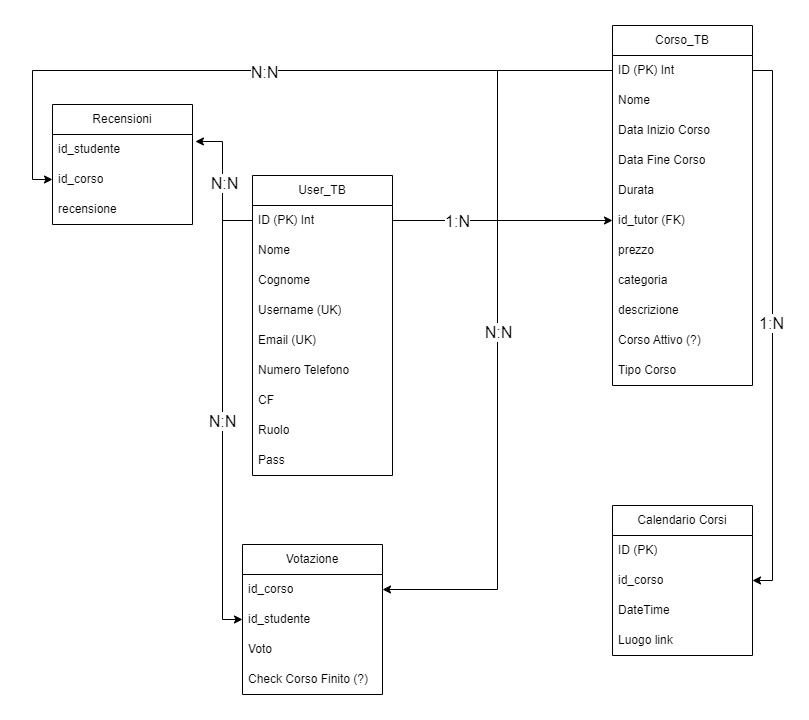 Corso_TB
ID (PK) Int
Nome
Data Inizio Corso
Data Fine Corso
Durata
id_tutor (FK)
prezzo
categoria
descrizione
Corso Attivo (?)
Tipo Corso
N:N
Recensioni
id_studente
id_corso
recensione
N:N
User_TB
ID (PK) Int
Nome
Cognome
Username (UK)
Email (UK)
Numero Telefono
CF
Ruolo
Pass
1:N
N:N
1:N
N:N
Votazione
id_corso
id_studente
Voto
Check Corso Finito (?)
Calendario Corsi
ID (PK)
id_corso
DateTime
Luogo link